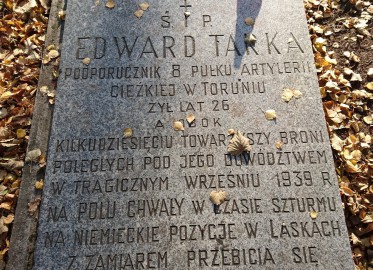 Ś P
EDWARD TARKA
PODPORUCZNIK 8 PUŁKU ARTYLERII
CIĘŻKIEJ W TORUNIU
ŻYŁ LAT 26
A OBOK
KILKUDZIESIĘCIU TOWARZYSZY BRONI
POLEGŁYCH POD JEGO DOWÓDZTWEM
W TRAGICZNYM WRZEŚNIU 1939 R
NA POLU CHWAŁY W CZASIE SZTURMU
NA NIEMIECKIE POZYCJE W LASKACH
Z ZAMIAREM PRZEBICIA SIĘ